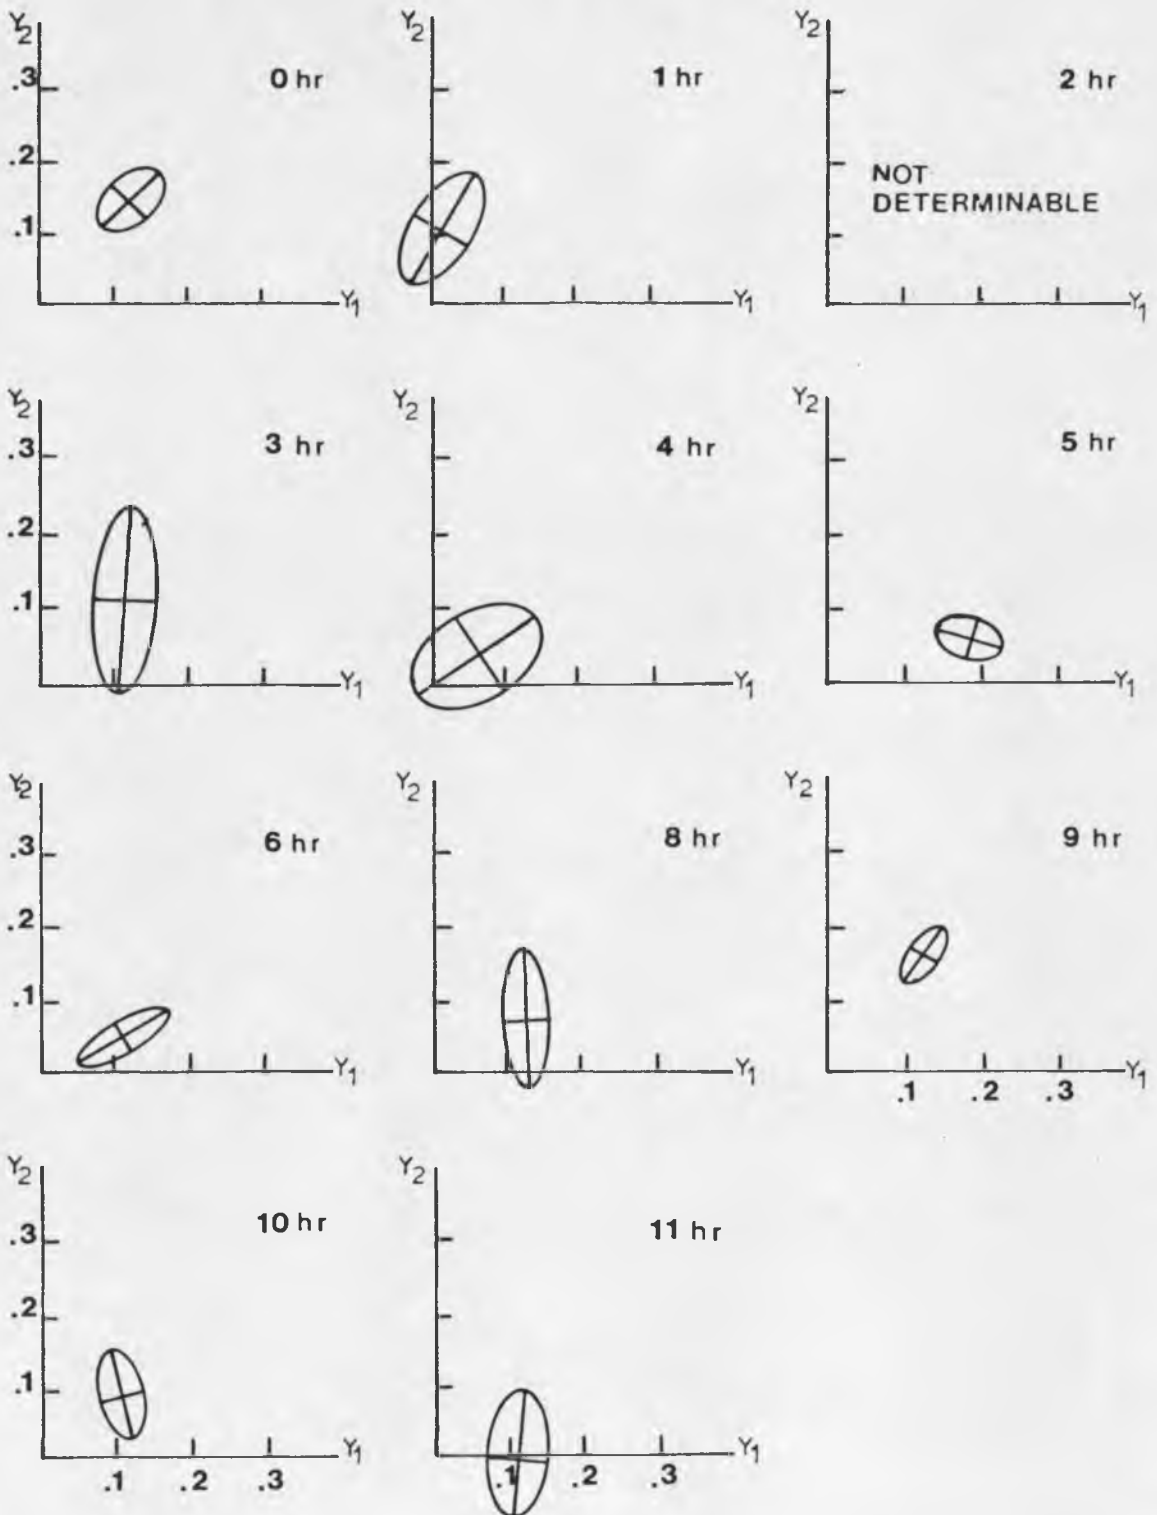 Y2
.3
.2
.1
0 hr
Y1
Y2
1 hr
Y1
Y2
2 hr
NOT
DETERMINABLE
Y1
Y2
.3
.2
.1
3 hr
Y1
Y2
4 hr
Y1
Y2
5 hr
Y1
Y2
.3
.2
.1
6 hr
Y1
Y2
8 hr
Y1
Y2
9 hr
Y1
.1 .2 .3
Y2
.3
.2
.1
10 hr
Y1
.1 .2 .3
Y2
11 hr
Y1
.1 .2 .3